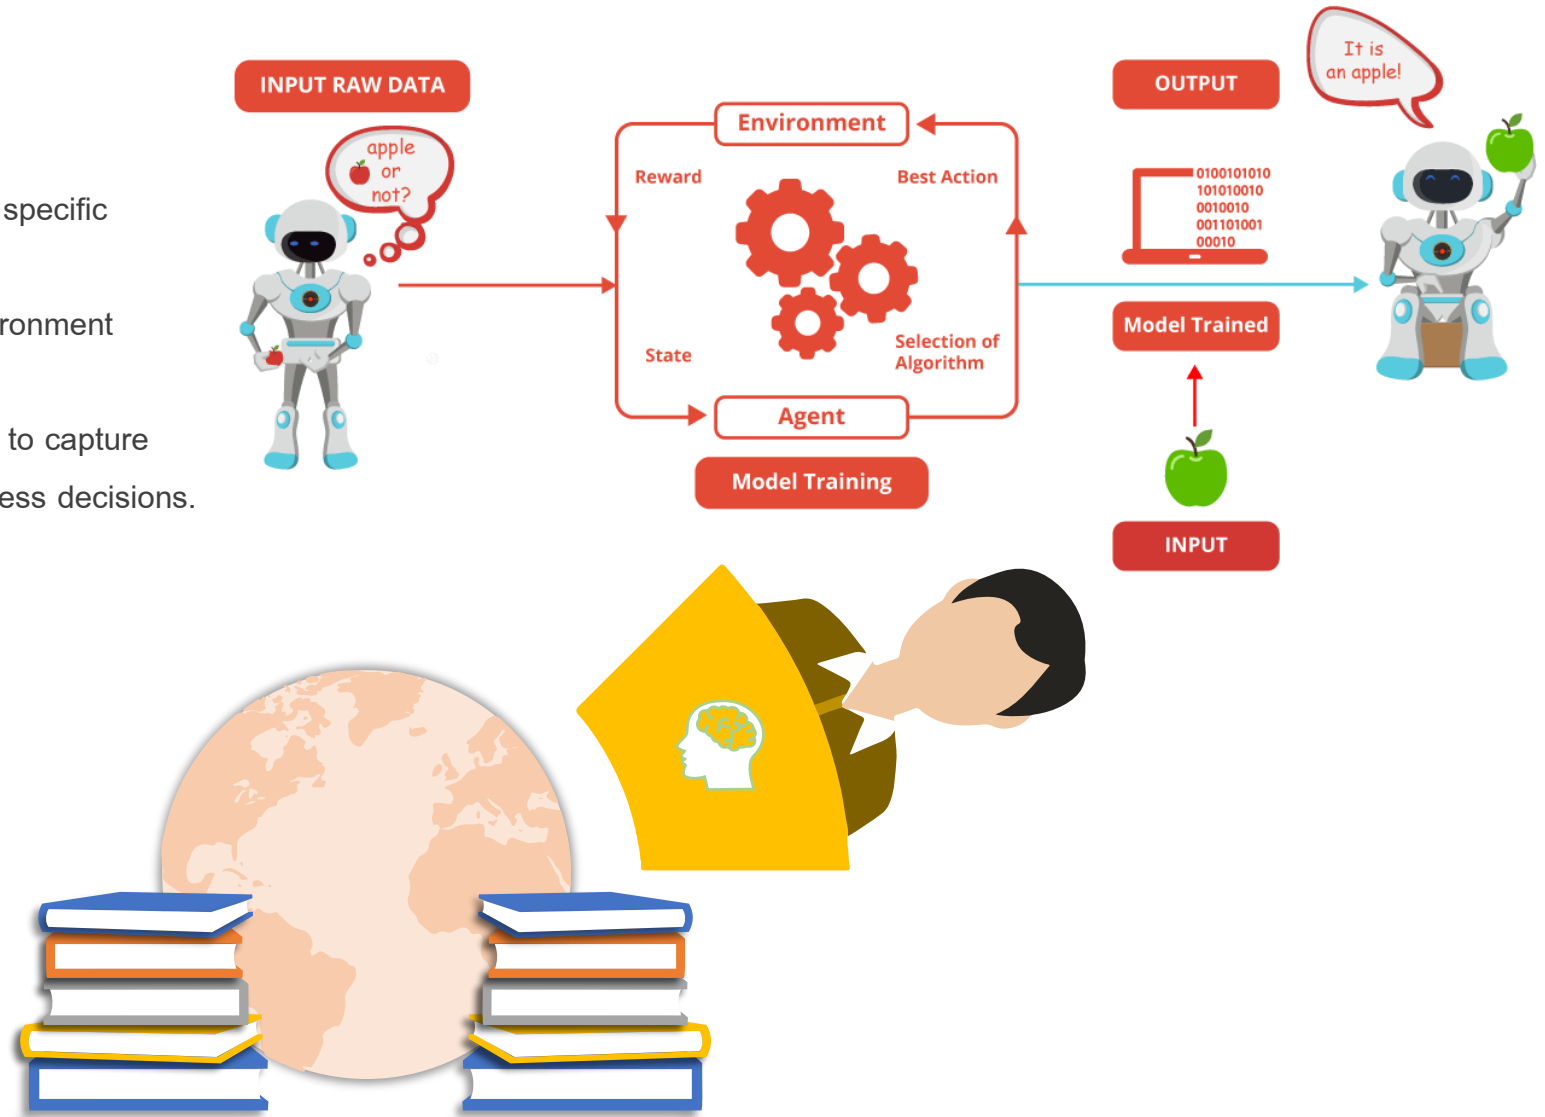 specific
ronment
to capture
ess decisions.
INPUT RAW DATA
apple
or
not?
Environment
Reward
Best Action
State
Selection of
Algorithm
Agent
Model Training
OUTPUT
0100101010
101010010
0010010
001101001
00010
Model Trained
INPUT
It is
an apple!